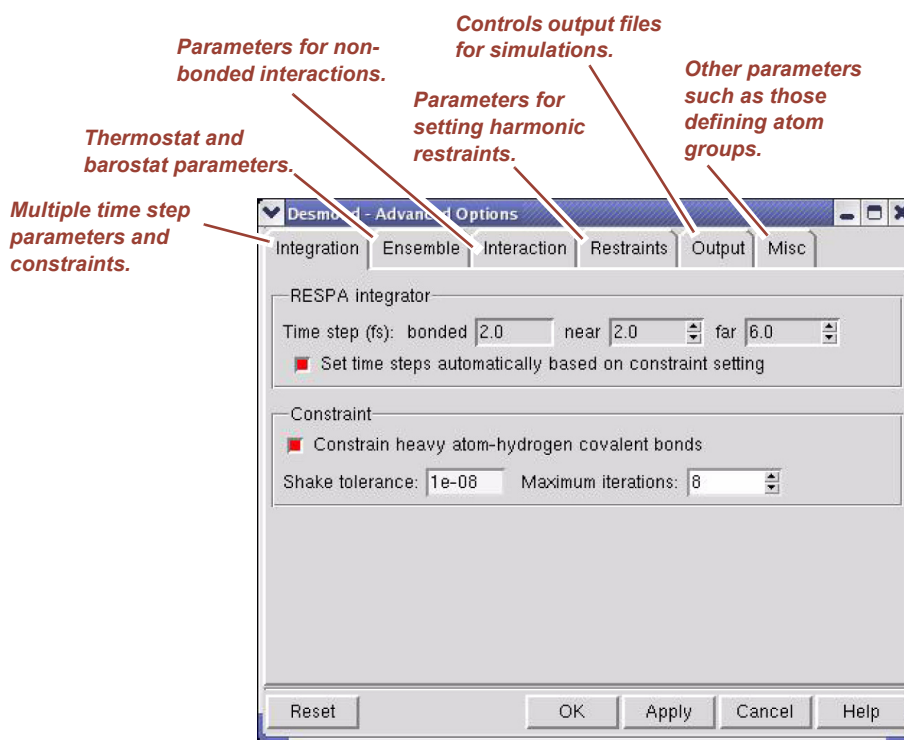 Controls output files
for simulations.
Parameters for non-
bonded interactions.
Other parameters
such as those
defining atom
groups.
Parameters for
setting harmonic
restraints.
Thermostat and
barostat parameters.
Multiple time step
parameters and
constraints.
Desmond - Advanced Options
Integration Ensemble Interaction Restraints Output Misc
RESPA integrator
Time step (fs): bonded 2.0 near 2.0 far 6.0
Set time steps automatically based on constraint setting
Constraint
Constrain heavy atom-hydrogen covalent bonds
Shake tolerance: 1e-08 Maximum iterations: 8
Reset OK Apply Cancel Help